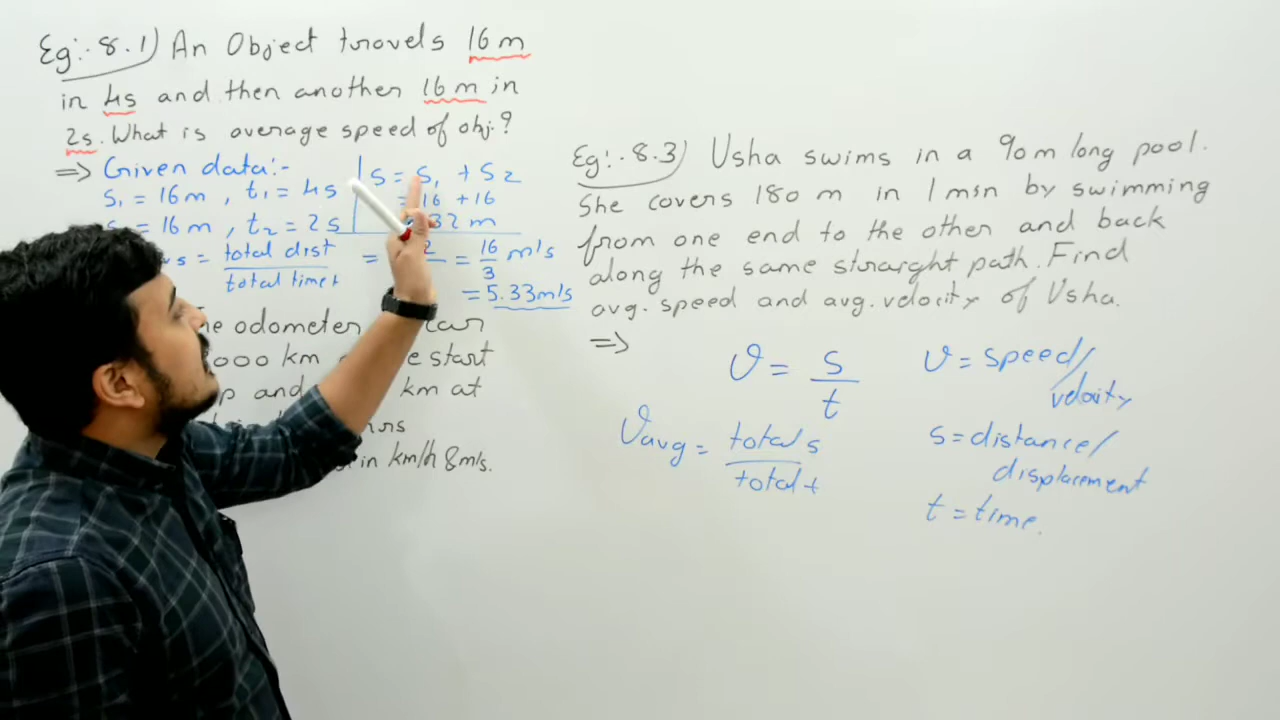 Eg:- 8.1) An Object travels 16 m
in 4s and then another 16 m in
2s. What is average speed of obj.?
=> Given data:-
S1 = 16 m , t1 = 4s
= 16 m , t2 = 2 s
s = total dist / total time
S = S1 + S2
= 16 + 16
32 m
= = 16/3 m/s
= 5.33 m/s
odometer car
000 km start
and km at
hrs
in km/h & m/s.
Eg:- 8.3) Usha swims in a 90 m long pool.
She covers 180 m in 1 min by swimming
from one end to the other and back
along the same straight path. Find
avg. speed and avg. velocity of Usha.
=>
v = s / t
vavg = total s / total t
v = speed/
velocity
s = distance/
displacement
t = time.